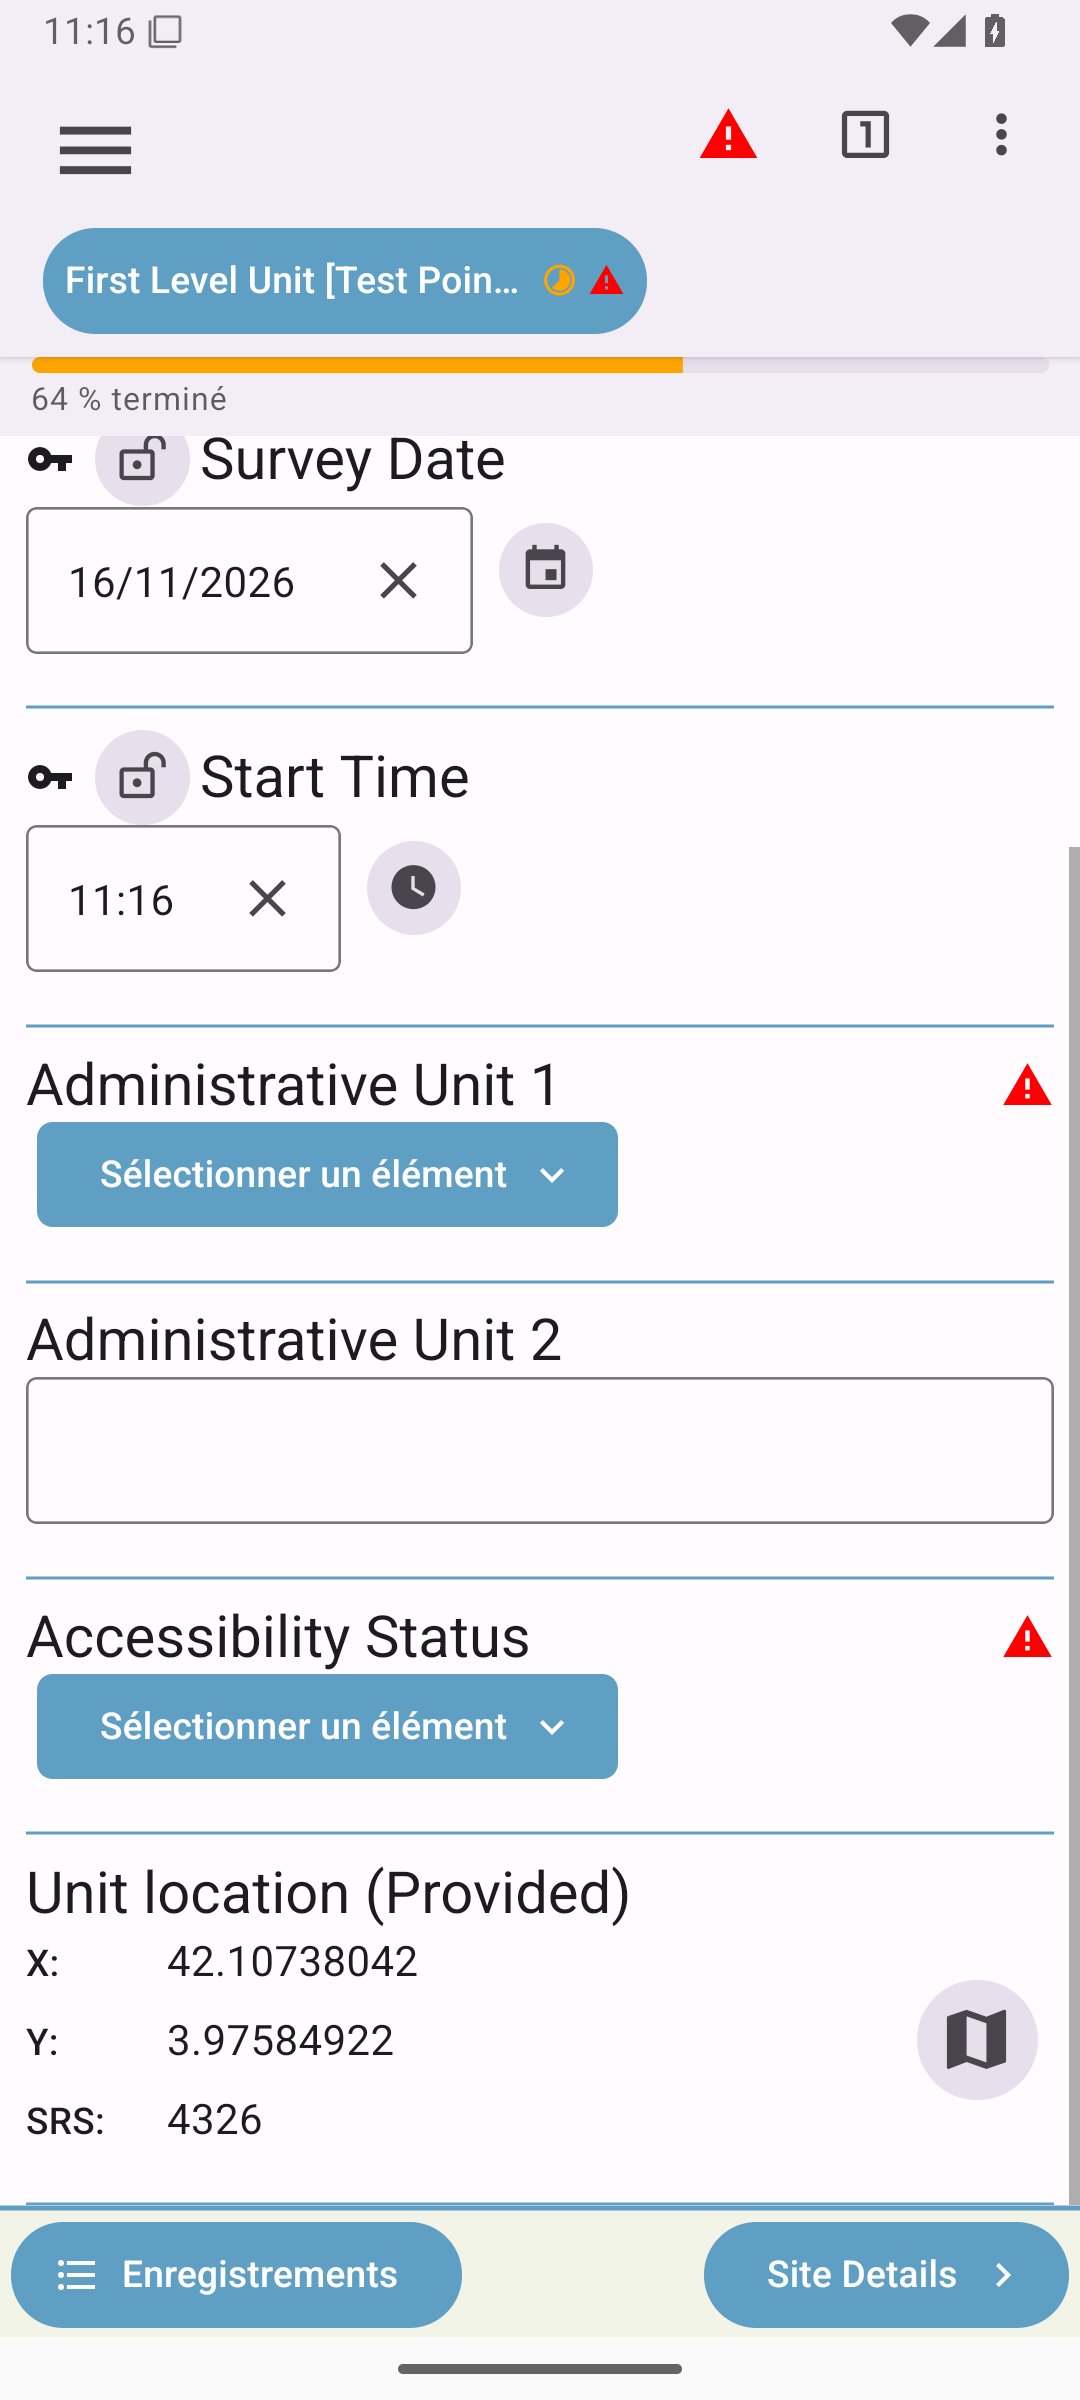 11:16
1
First Level Unit [Test Poin...
64 % terminé
Survey Date
16/11/2026
Start Time
11:16
Administrative Unit 1
Sélectionner un élément
Administrative Unit 2
Accessibility Status
Sélectionner un élément
Unit location (Provided)
X: 42.10738042
Y: 3.97584922
SRS: 4326
Enregistrements
Site Details